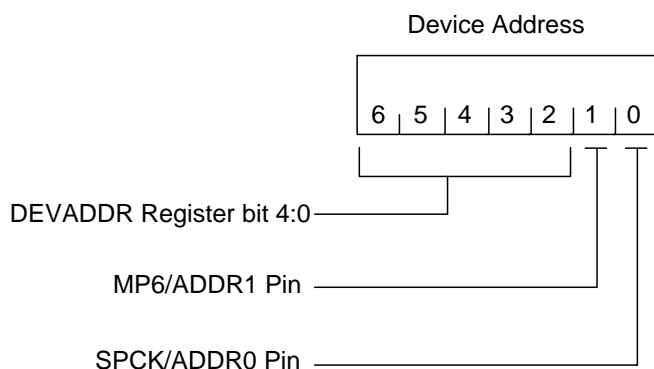 Device Address
6 5 4 3 2 1 0
DEVADDR Register bit 4:0
MP6/ADDR1 Pin
SPCK/ADDR0 Pin